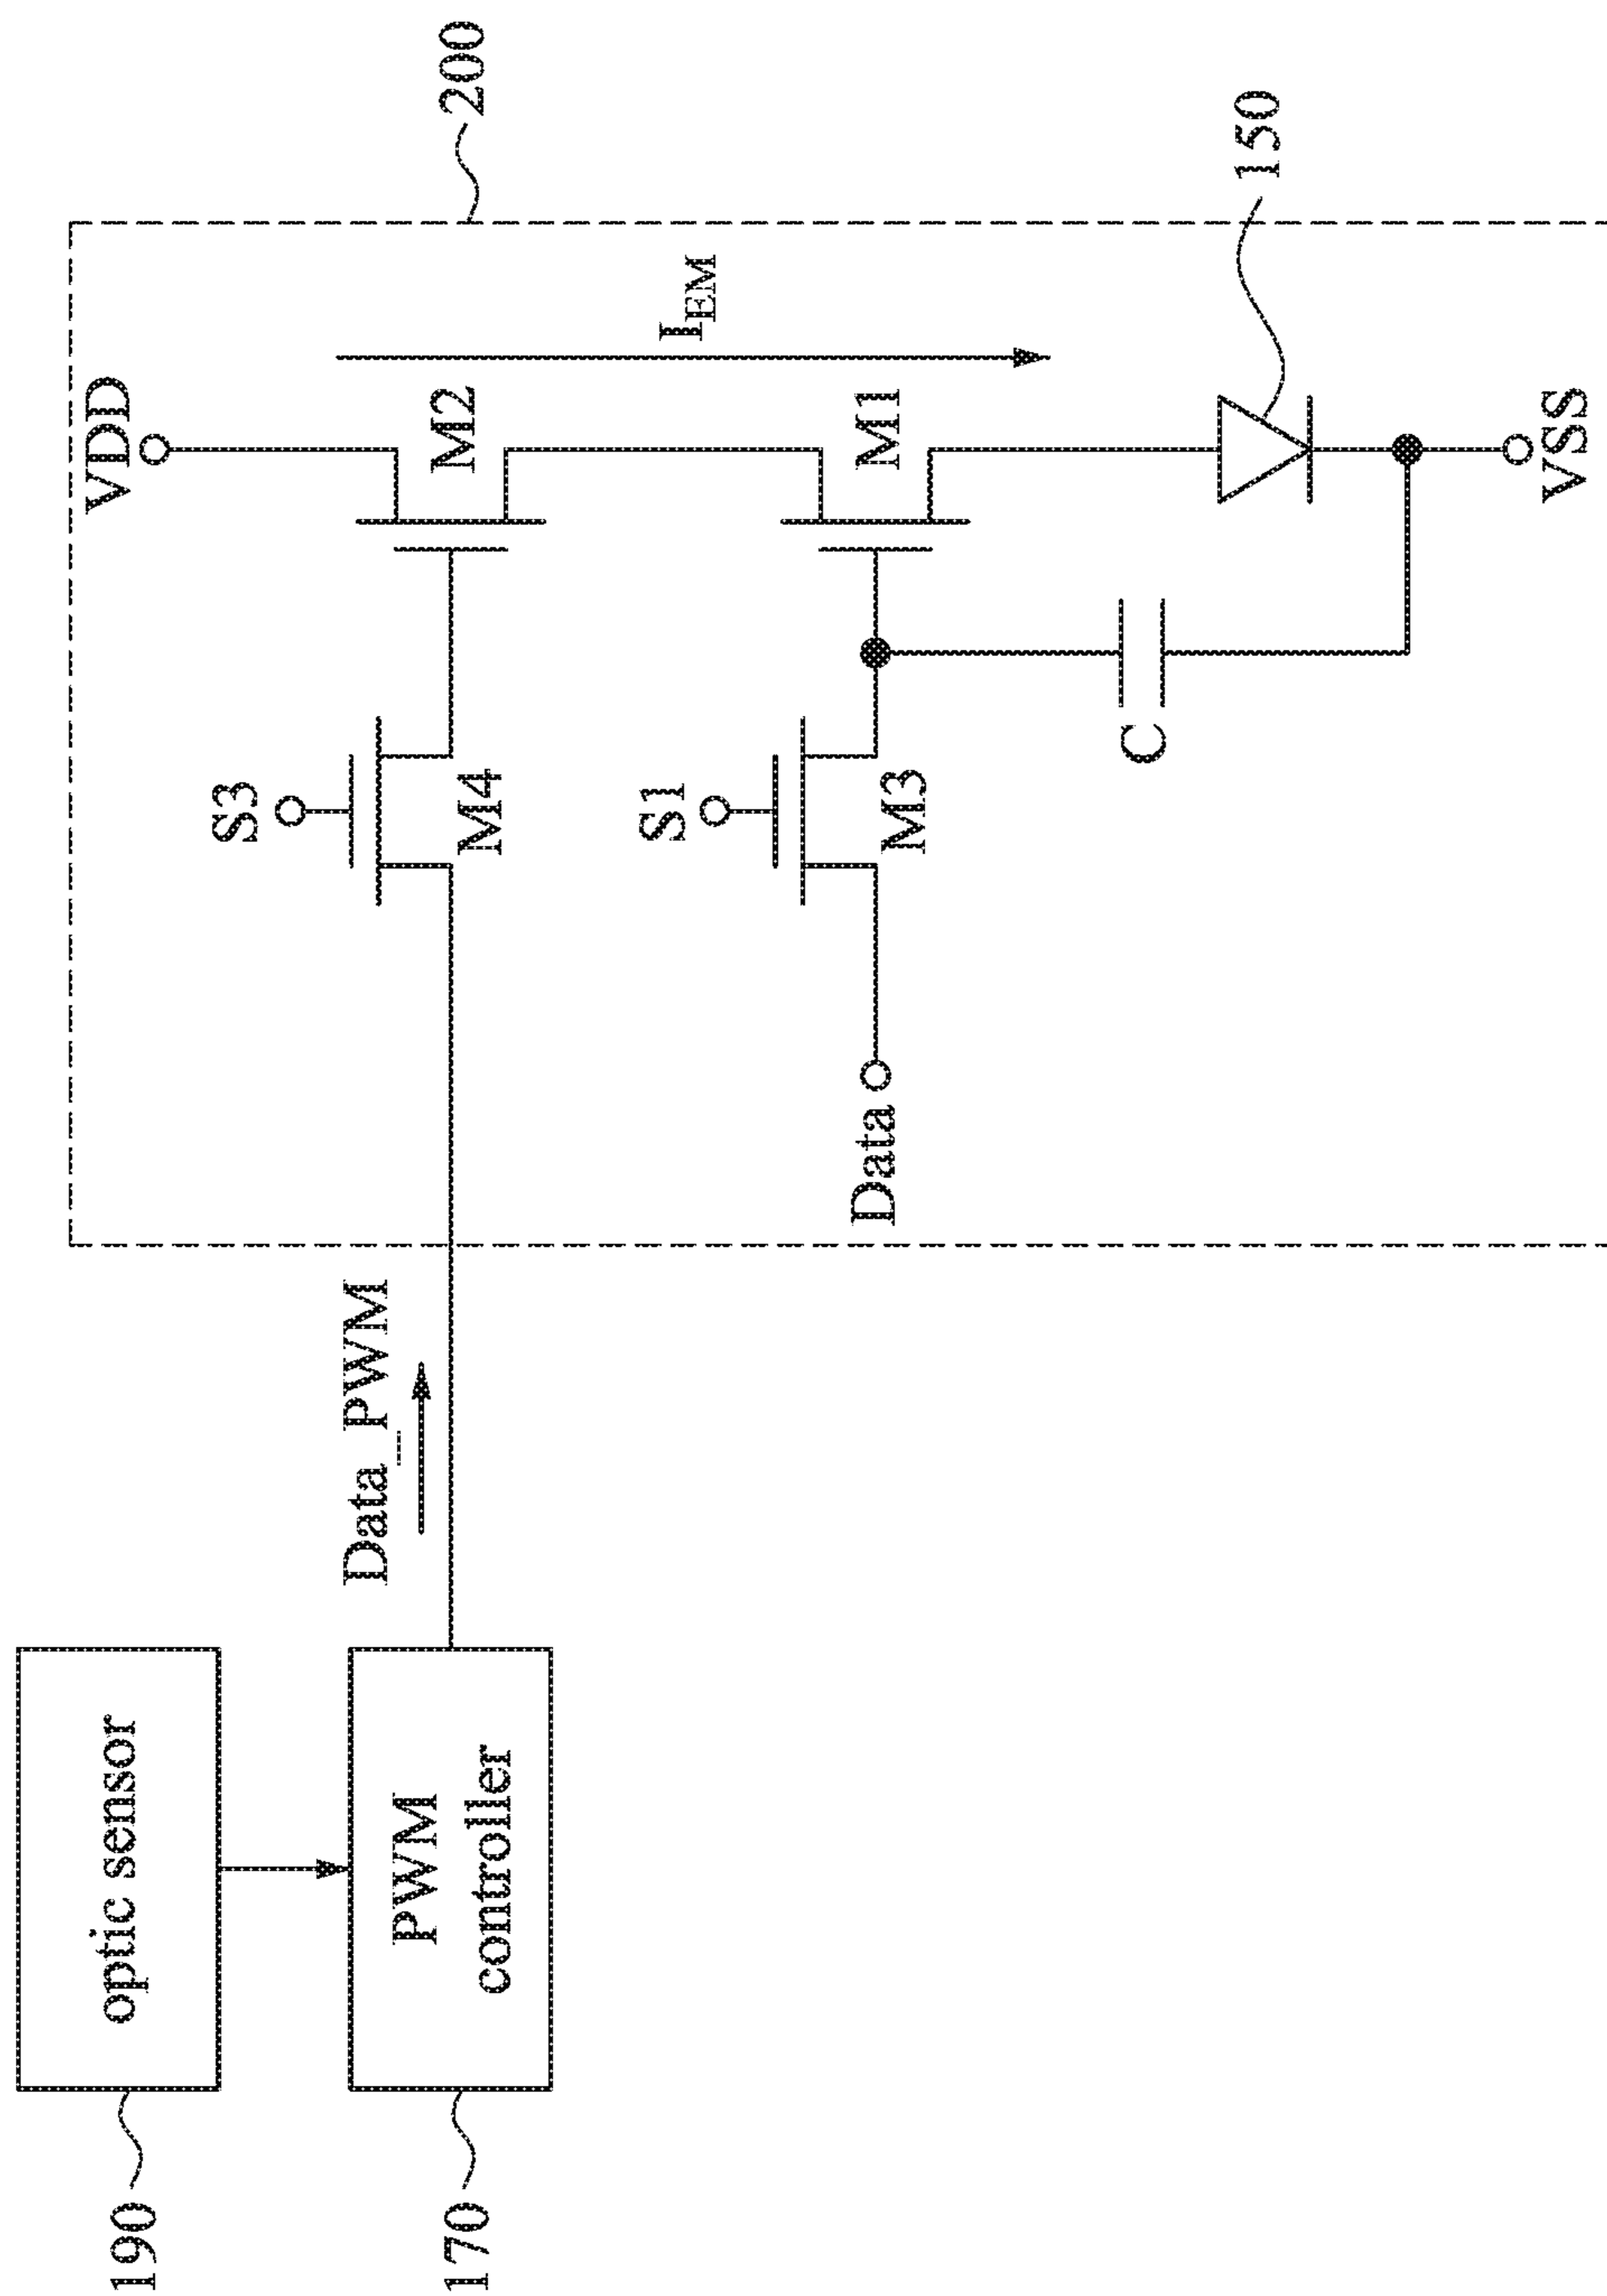 190
optic sensor
170
PWM
controller
Data_PWM
200
VDD
S3
M4
M2
I_EM
S1
M3
M1
Data
C
150
VSS